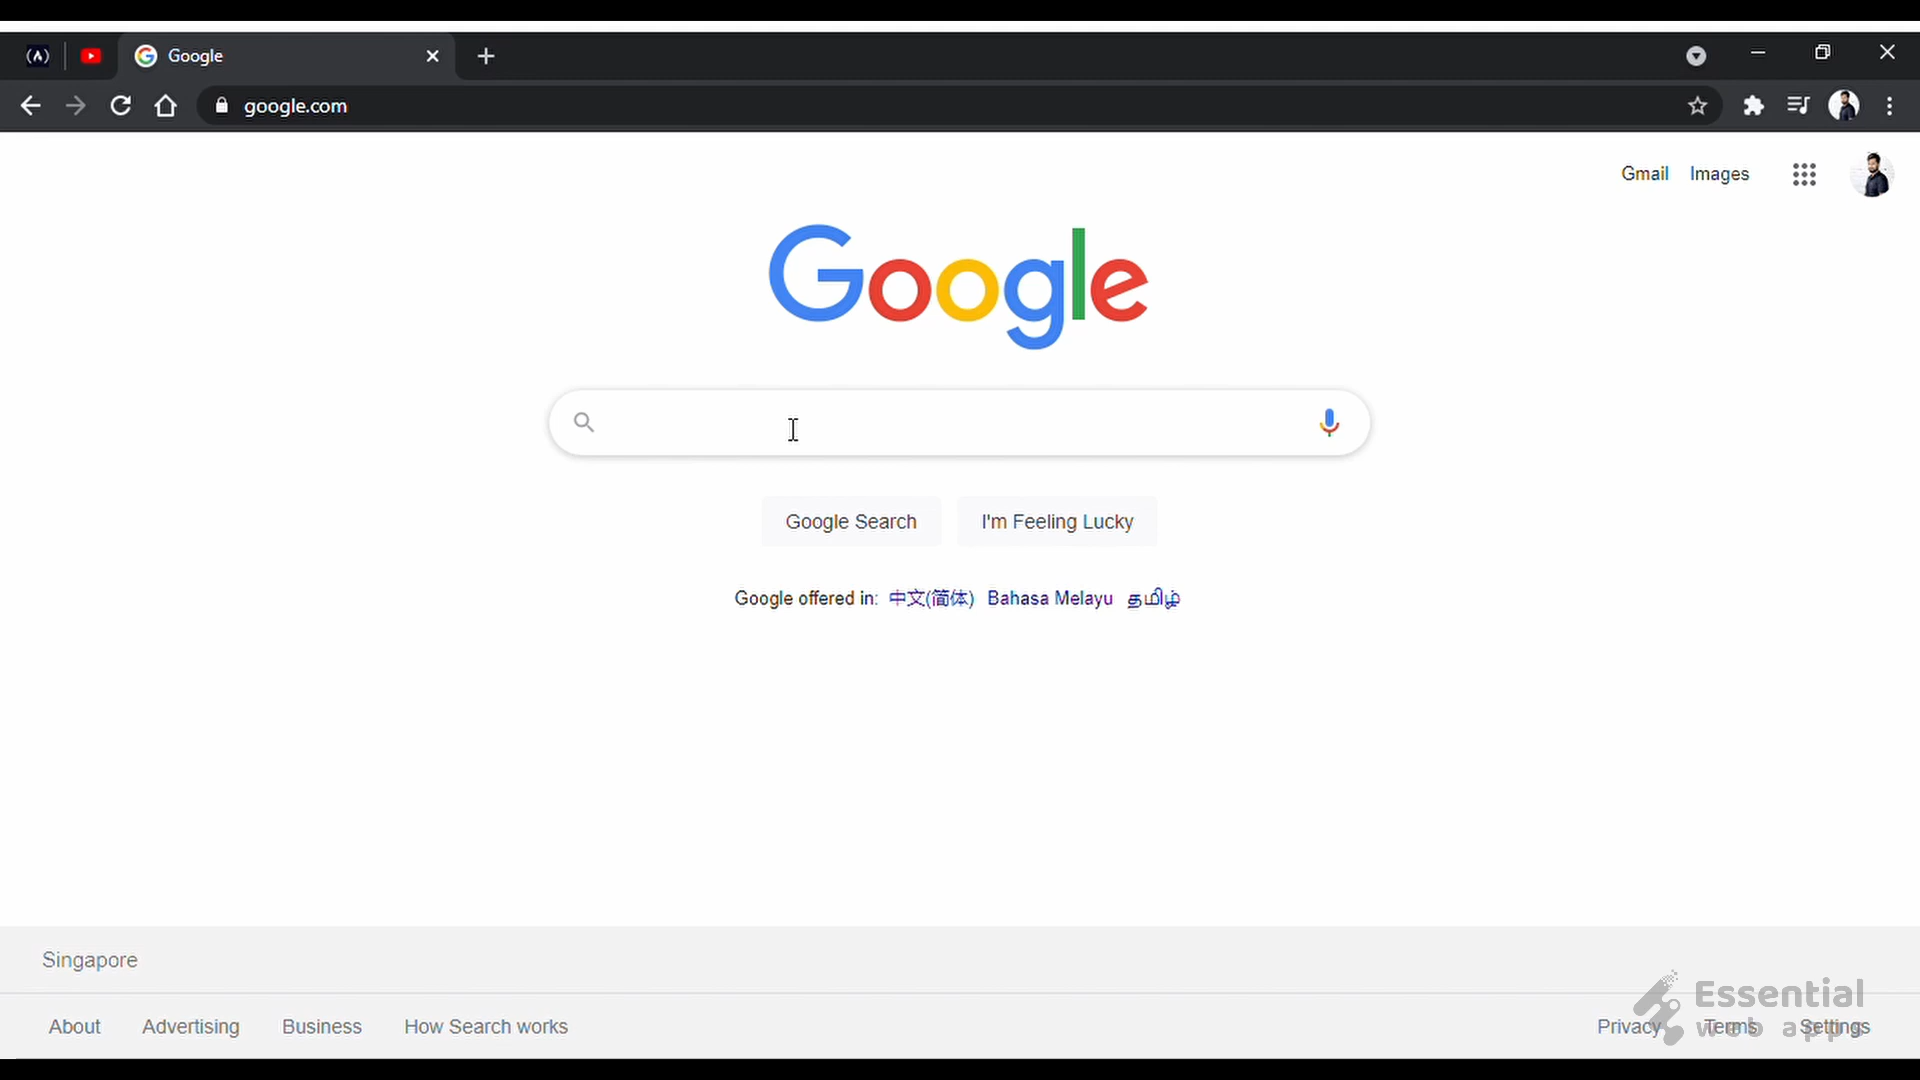 Google
google.com
Gmail Images
Google
Google Search I'm Feeling Lucky
Google offered in: 中文(简体) Bahasa Melayu தமிழ்
Singapore
Essential
web apps
About Advertising Business How Search works Privacy Terms Settings